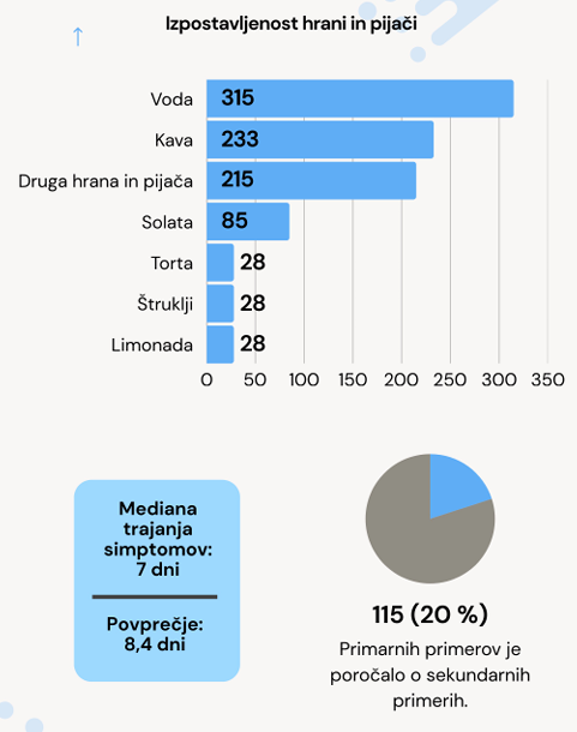 Izpostavljenost hrani in pijači
Voda 315
Kava 233
Druga hrana in pijača 215
Solata 85
Torta 28
Štruklji 28
Limonada 28
0 50 100 150 200 250 300 350
Mediana
trajanja
simptomov:
7 dni
Povprečje:
8,4 dni
115 (20 %)
Primarnih primerov je
poročalo o sekundarnih
primerih.